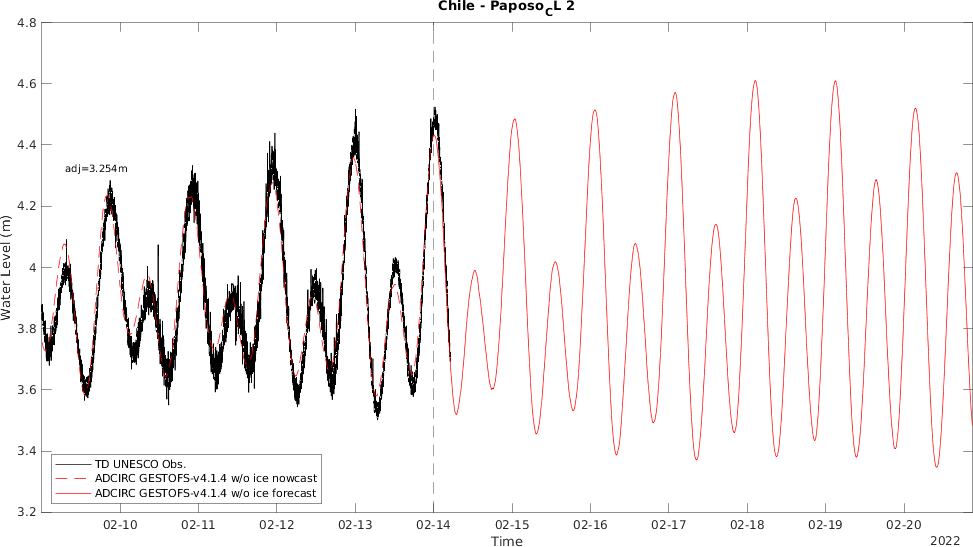 Chile - Paposo_CL 2
4.8
4.6
4.4
4.2
4
3.8
3.6
3.4
3.2
Water Level (m)
adj=3.254m
TD UNESCO Obs.
ADCIRC GESTOFS-v4.1.4 w/o ice nowcast
ADCIRC GESTOFS-v4.1.4 w/o ice forecast
02-10 02-11 02-12 02-13 02-14 02-15 02-16 02-17 02-18 02-19 02-20
Time
2022